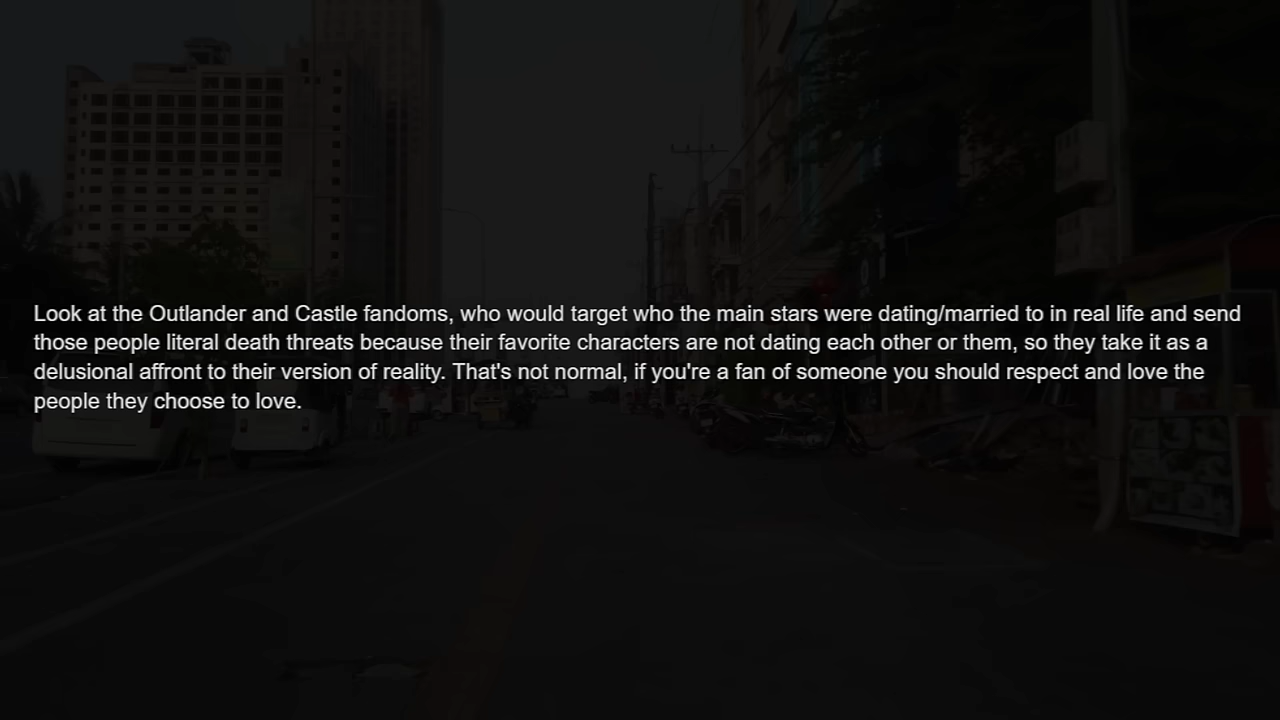 Look at the Outlander and Castle fandoms, who would target who the main stars were dating/married to in real life and send
those people literal death threats because their favorite characters are not dating each other or them, so they take it as a
delusional affront to their version of reality. That's not normal, if you're a fan of someone you should respect and love the
people they choose to love.